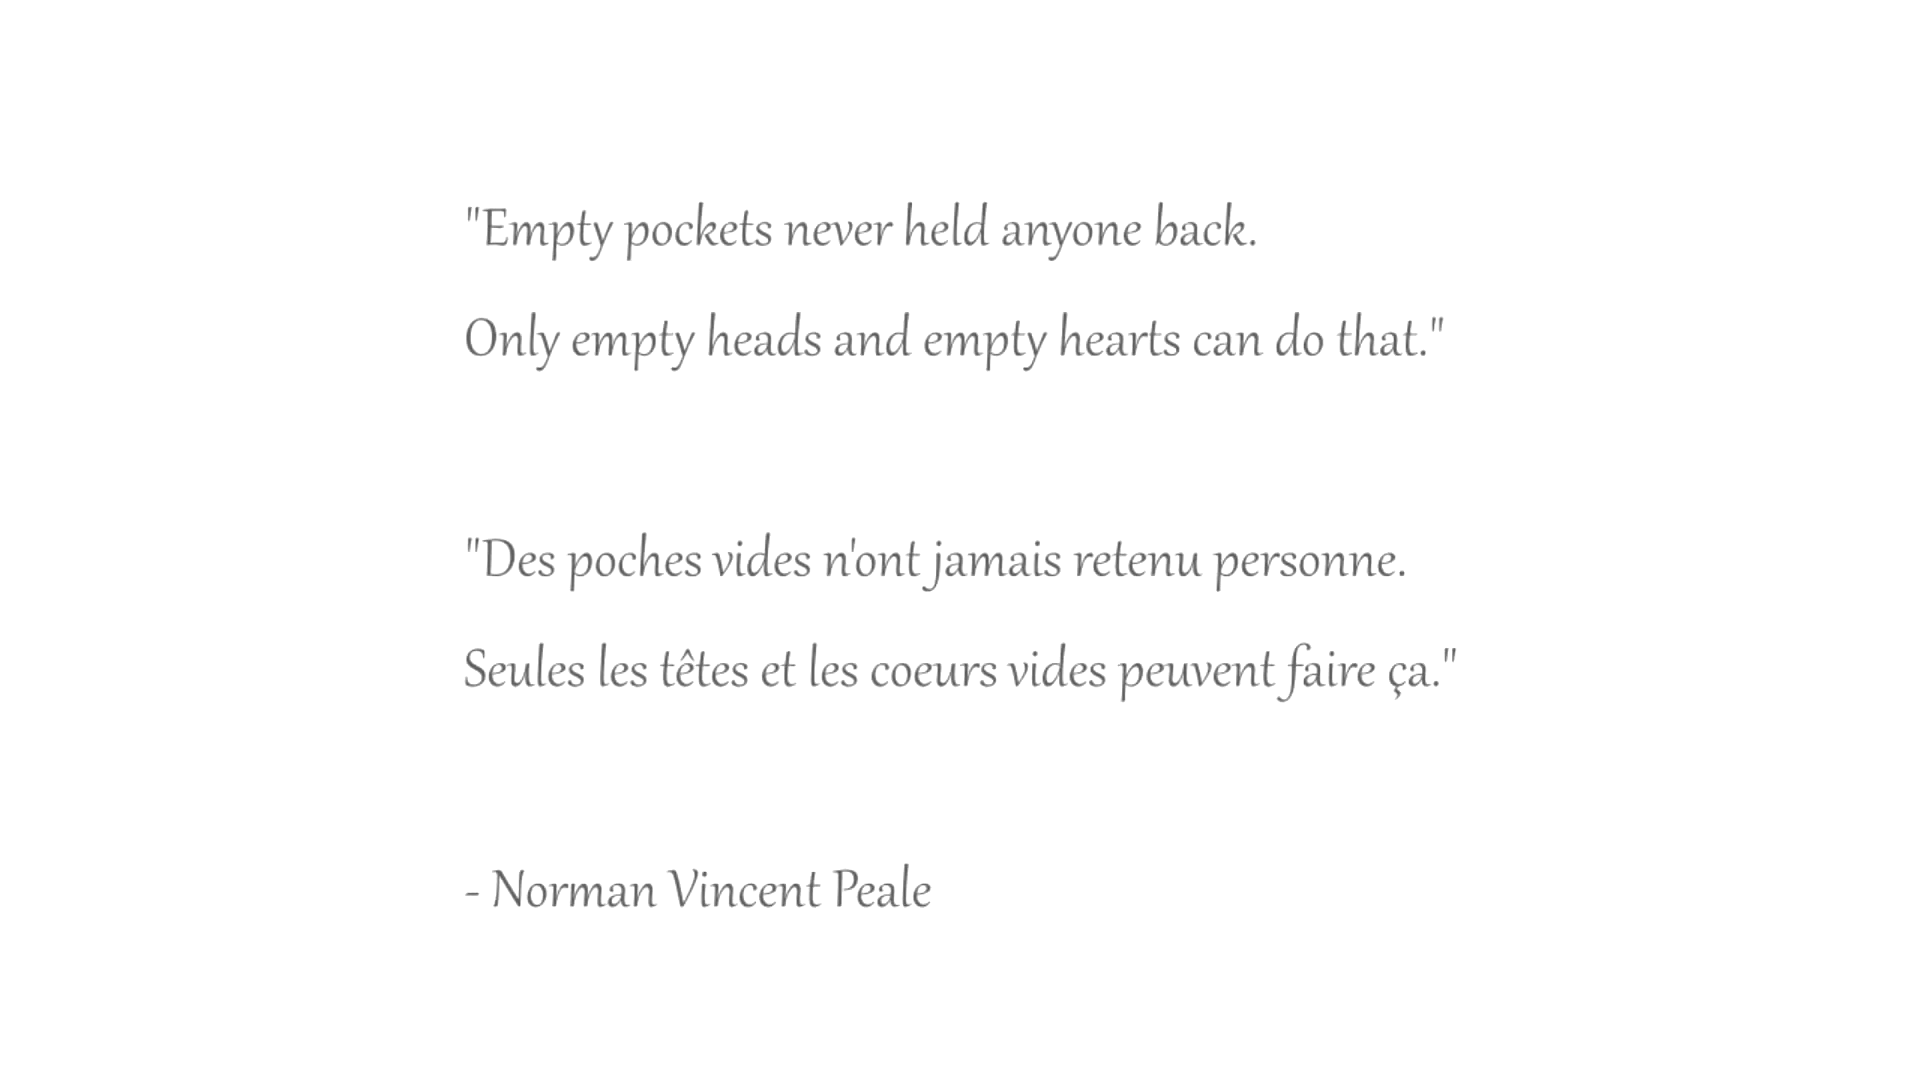 "Empty pockets never held anyone back.
Only empty heads and empty hearts can do that."
"Des poches vides n'ont jamais retenu personne.
Seules les têtes et les coeurs vides peuvent faire ça."
- Norman Vincent Peale